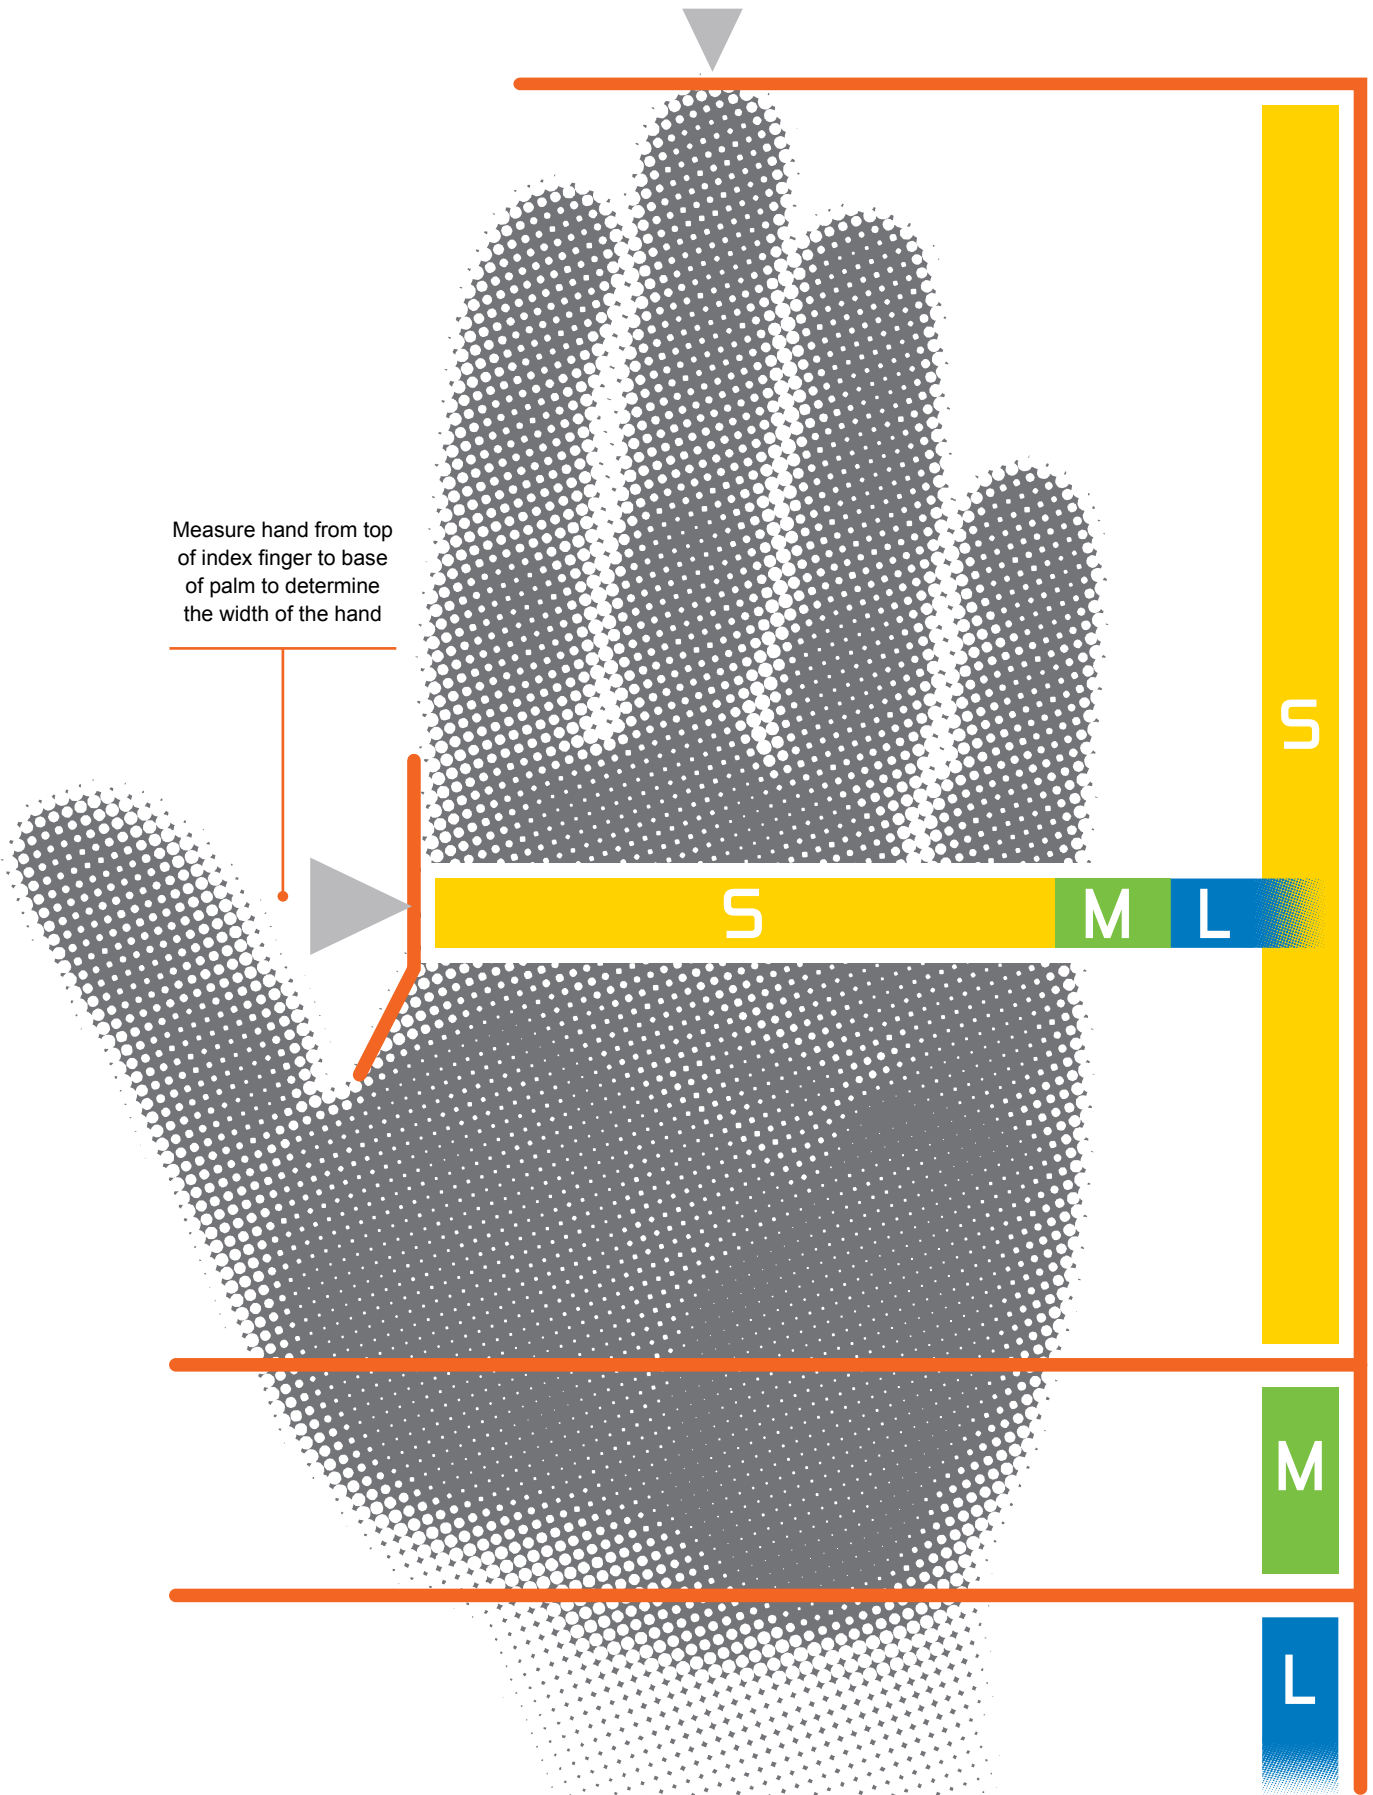 Measure hand from top
of index finger to base
of palm to determine
the width of the hand
S
S M L
M
L